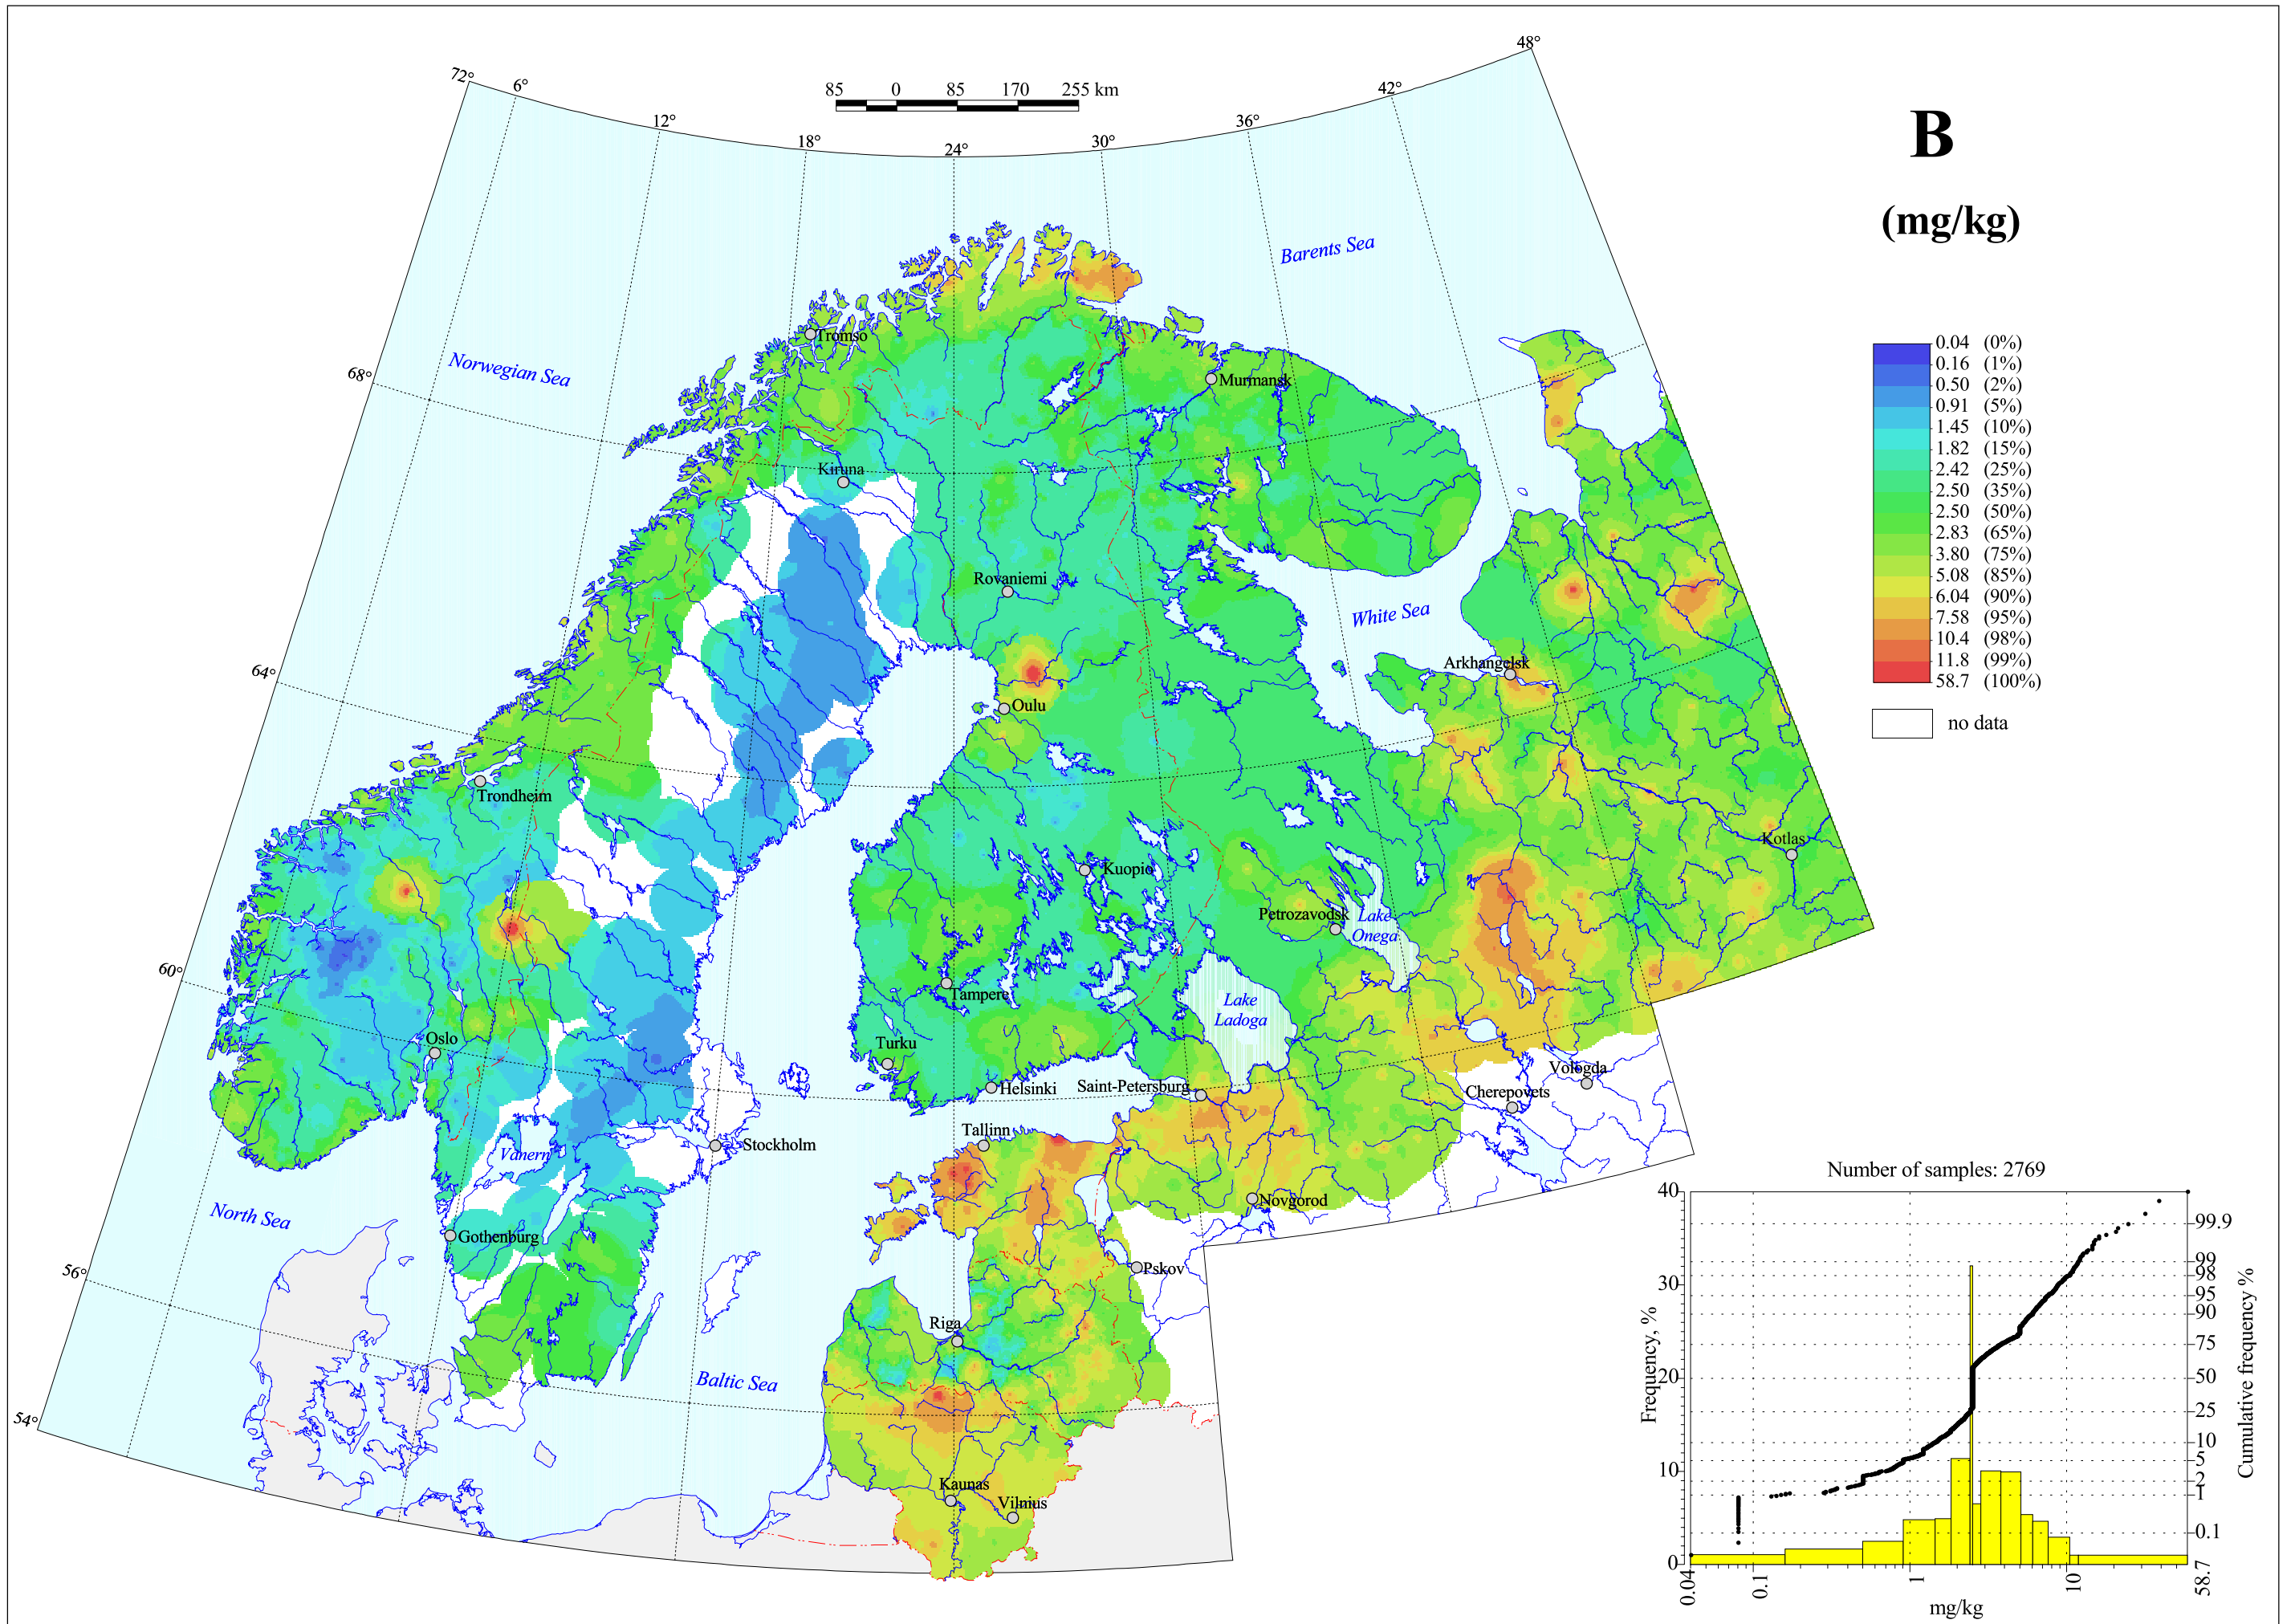 48°
72°
6°
42°
85 0 85 170 255 km
12°
36°
18°
30°
24°
B
(mg/kg)
Barents Sea
Tromso
0.04 (0%)
0.16 (1%)
0.50 (2%)
0.91 (5%)
1.45 (10%)
1.82 (15%)
2.42 (25%)
2.50 (35%)
2.50 (50%)
2.83 (65%)
3.80 (75%)
5.08 (85%)
6.04 (90%)
7.58 (95%)
10.4 (98%)
11.8 (99%)
58.7 (100%)
no data
Norwegian Sea
68°
Murmansk
Kiruna
Rovaniemi
White Sea
Arkhangelsk
64°
Oulu
Trondheim
Kotlas
Kuopio
Petrozavodsk
Lake
Onega
60°
Tampere
Lake
Ladoga
Oslo
Turku
Vologda
Helsinki
Saint-Petersburg
Cherepovets
Tallinn
Stockholm
Vanern
Novgorod
North Sea
Gothenburg
Pskov
56°
Riga
Baltic Sea
54°
Kaunas
Vilnius
Number of samples: 2769
40
30
20
10
0
Frequency, %
99.9
99
98
95
90
75
50
25
10
5
2
1
0.1
Cumulative frequency %
0.04
0.1
1
10
58.7
mg/kg